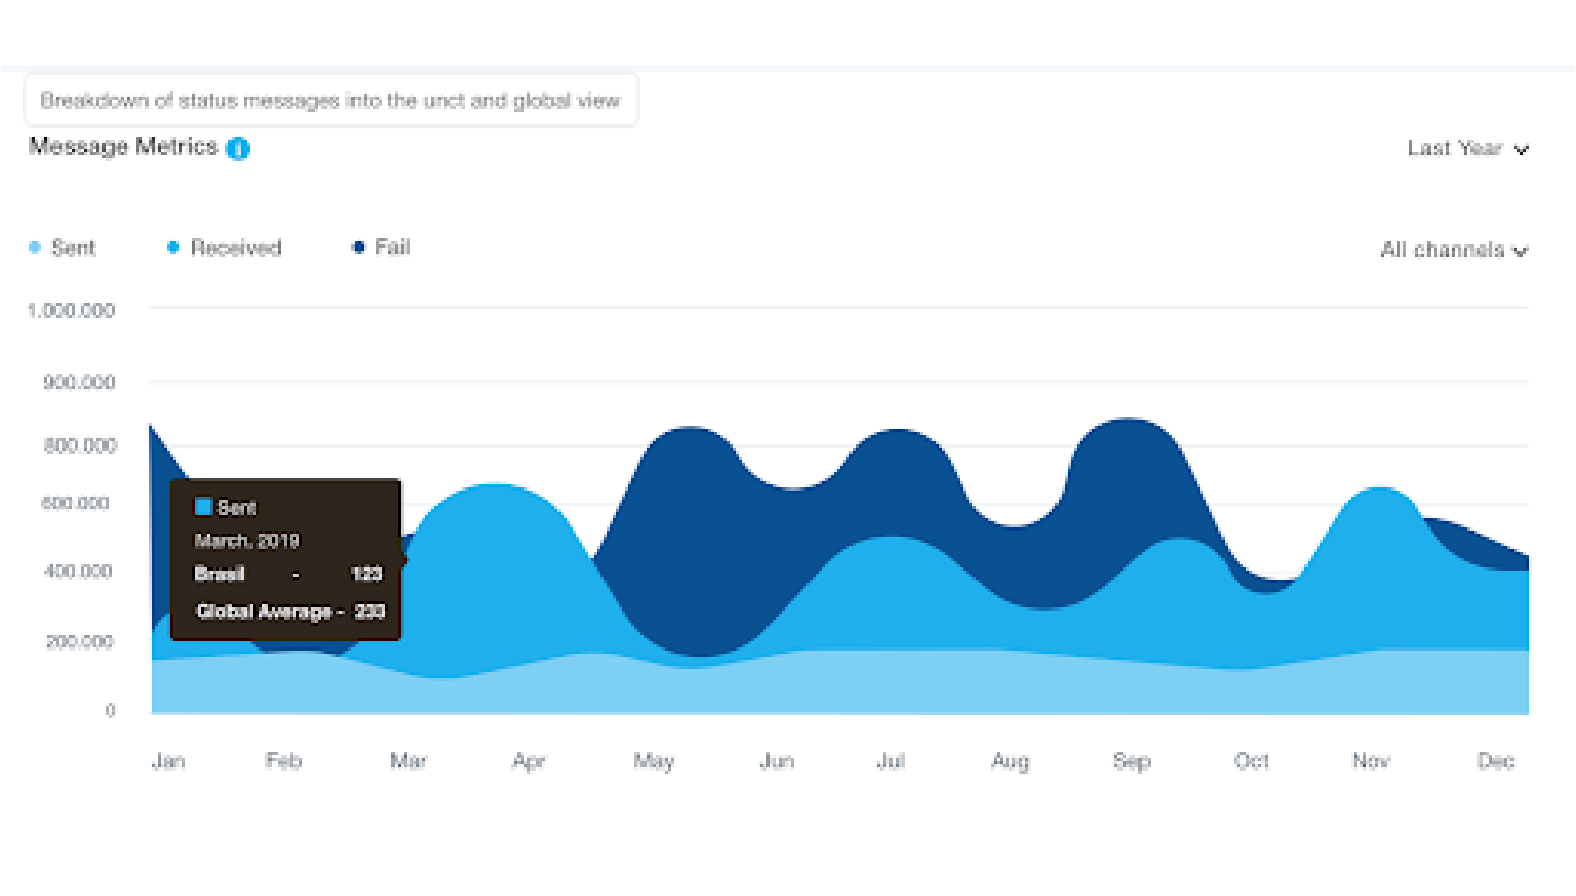 Breakdown of status messages into the unct and global view
Message Metrics i
Last Year
Sent Received Fail
All channels
1.000.000
900.000
800.000
600.000
400.000
200.000
0
Sent
March, 2019
Brasil - 123
Global Average - 233
Jan Feb Mar Apr May Jun Jul Aug Sep Oct Nov Dec